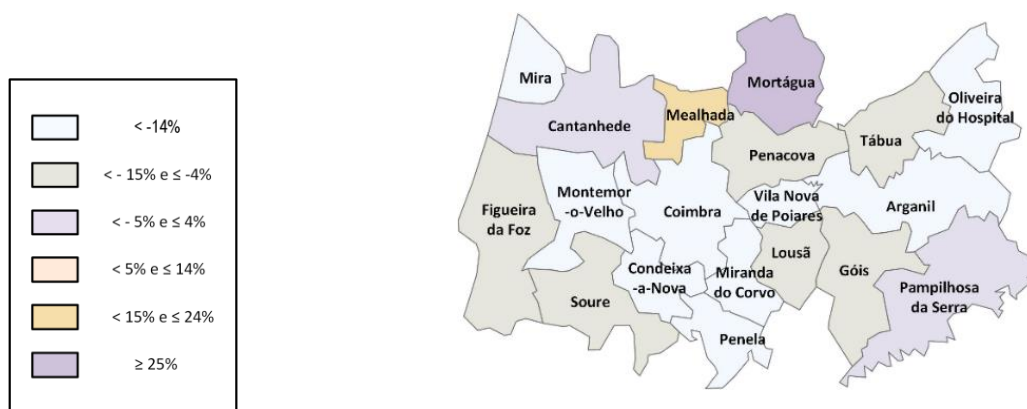 < -14%
< - 15% e ≤ -4%
< - 5% e ≤ 4%
< 5% e ≤ 14%
< 15% e ≤ 24%
≥ 25%
Mira
Cantanhede
Mealhada
Mortágua
Oliveira
do Hospital
Tábua
Penacova
Figueira
da Foz
Montemor
-o-Velho
Coimbra
Vila Nova
de Poiares
Arganil
Soure
Condeixa
-a-Nova
Miranda
do Corvo
Lousã
Góis
Pampilhosa
da Serra
Penela